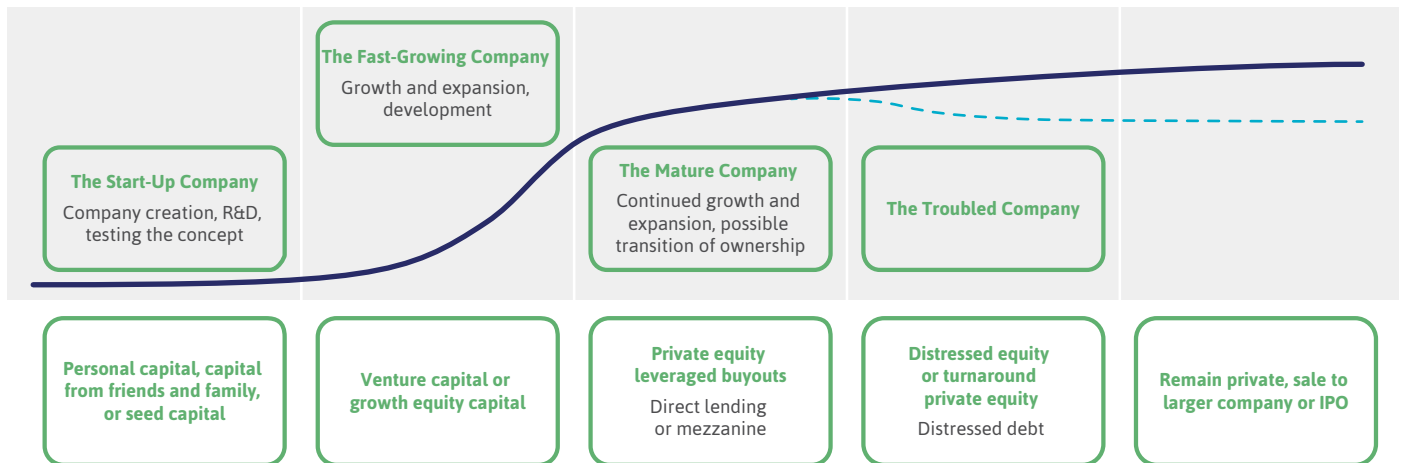 The Fast-Growing Company
Growth and expansion,
development
The Start-Up Company
Company creation, R&D,
testing the concept
The Mature Company
Continued growth and
expansion, possible
transition of ownership
The Troubled Company
Personal capital, capital
from friends and family,
or seed capital
Venture capital or
growth equity capital
Private equity
leveraged buyouts
Direct lending
or mezzanine
Distressed equity
or turnaround
private equity
Distressed debt
Remain private, sale to
larger company or IPO